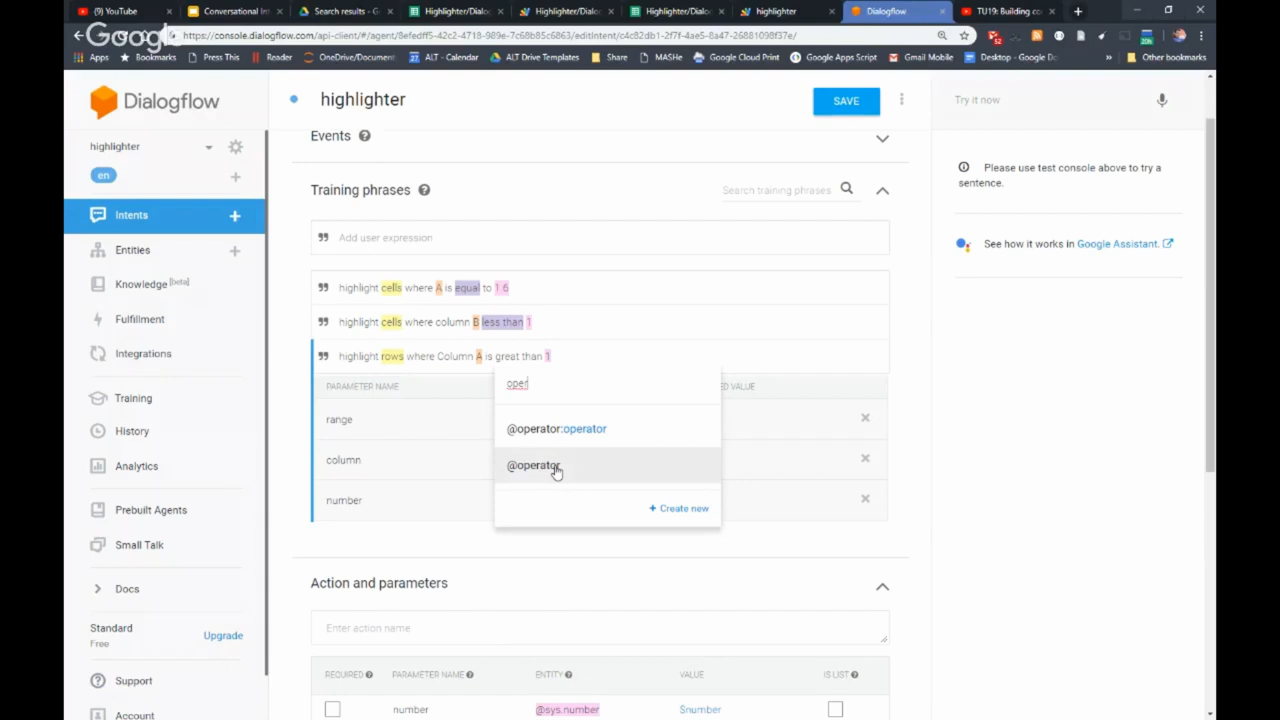 (9) YouTube
Conversational Int
Search results - G
Highlighter/Dialo
Highlighter/Dialo
Highlighter/Dialo
highlighter
Dialogflow
TU19: Building co
Google
https://console.dialogflow.com/api-client/#/agent/8efedff5-42c2-4718-989e-7c68b85c6863/editIntent/c4c82db1-2f7f-4ae5-8a47-26881098f37e/
Apps
Bookmarks
Press This
Reader
OneDrive/Document
ALT - Calendar
ALT Drive Templates
Share
MASHe
Google Cloud Print
Google Apps Script
Gmail Mobile
Desktop - Google Do
»
Other bookmarks
Dialogflow
highlighter
en
Intents
Entities
Knowledge [beta]
Fulfillment
Integrations
Training
History
Analytics
Prebuilt Agents
Small Talk
Docs
Standard
Free
Upgrade
Support
Account
highlighter
SAVE
Events
Training phrases
Search training phrases
Add user expression
highlight cells where A is equal to 1.6
highlight cells where column B less than 1
highlight rows where Column A is great than 1
PARAMETER NAME
ED VALUE
range
column
number
oper
@operator:operator
@operator
+ Create new
Action and parameters
Enter action name
REQUIRED
PARAMETER NAME
ENTITY
VALUE
IS LIST
number
@sys.number
$number
Try it now
Please use test console above to try a
sentence.
See how it works in Google Assistant.